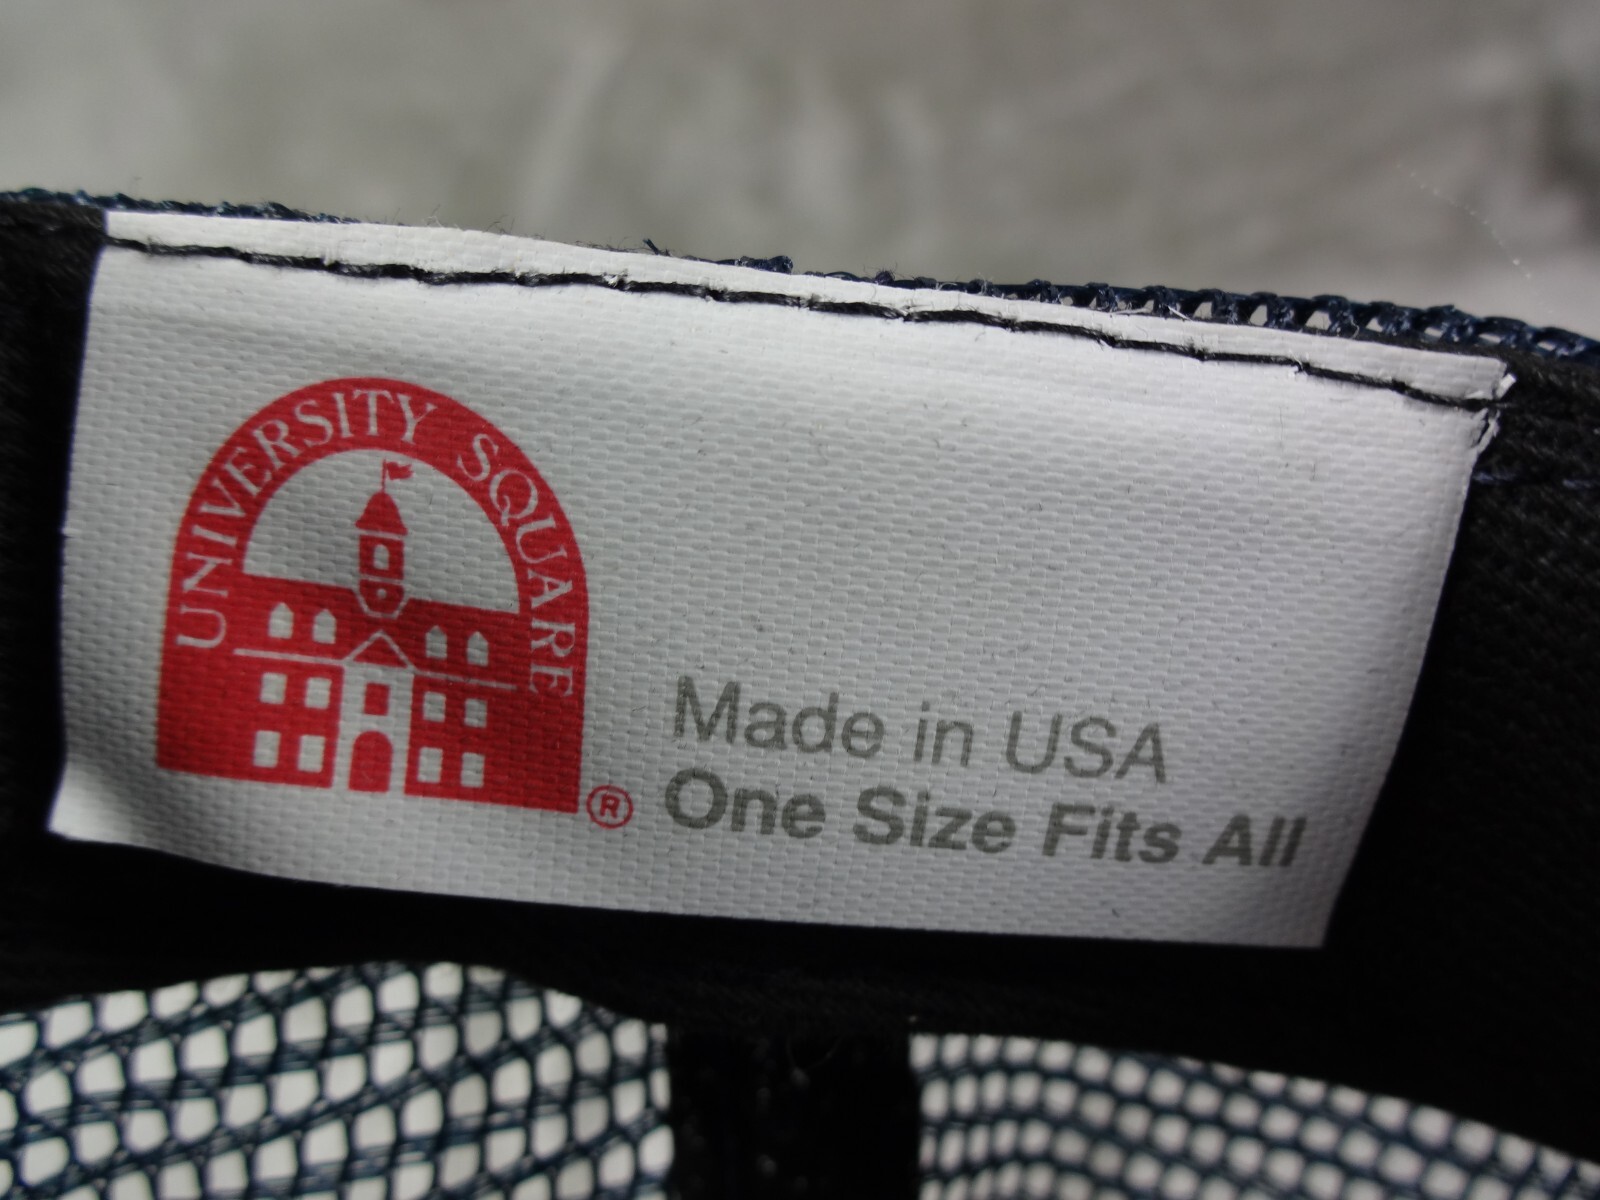 UNIVERSITY SQUARE
®
Made in USA
One Size Fits All